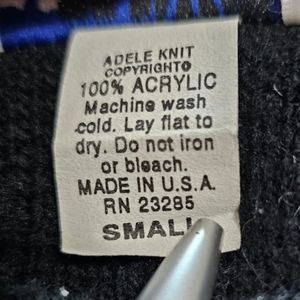 ADELE KNIT
COPYRIGHT©
100% ACRYLIC
Machine wash
cold. Lay flat to
dry. Do not iron
or bleach.
MADE IN U.S.A.
RN 23285
SMALL